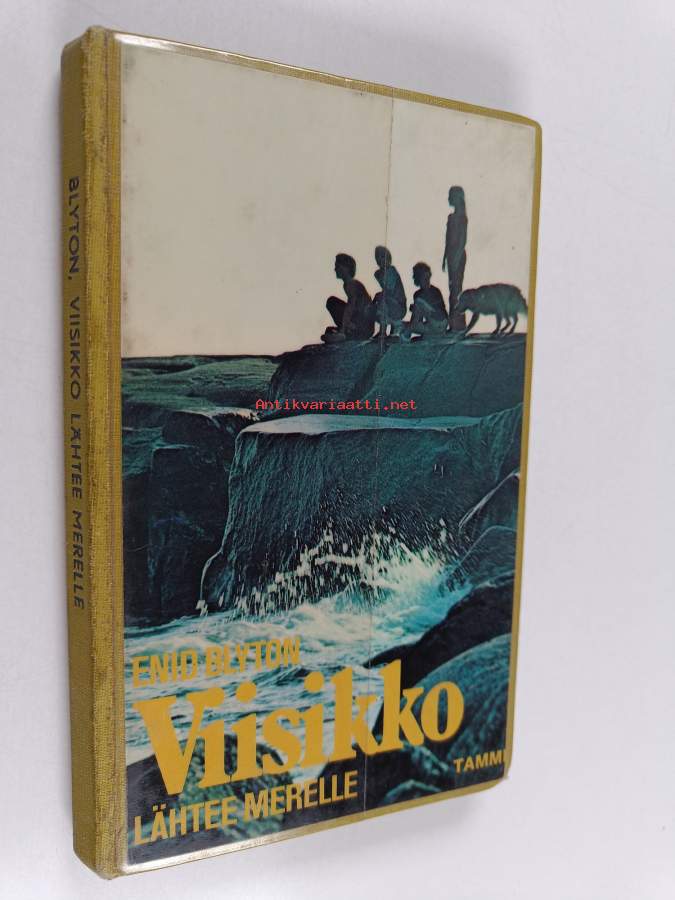 BLYTON, VIISIKKO LÄHTEE MERELLE
Antikvariaatti.net
ENID BLYTON
Viisikko
LÄHTEE MERELLE
TAMMI